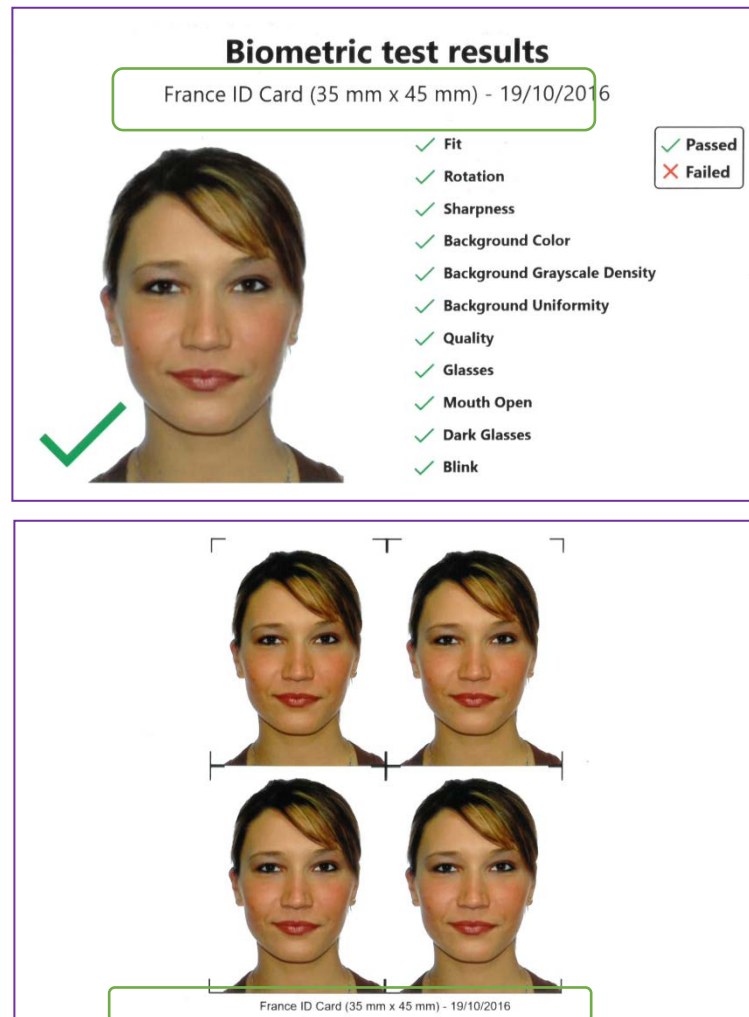 Biometric test results
France ID Card (35 mm x 45 mm) - 19/10/2016
Fit
Rotation
Sharpness
Background Color
Background Grayscale Density
Background Uniformity
Quality
Glasses
Mouth Open
Dark Glasses
Blink
Passed
Failed
France ID Card (35 mm x 45 mm) - 19/10/2016